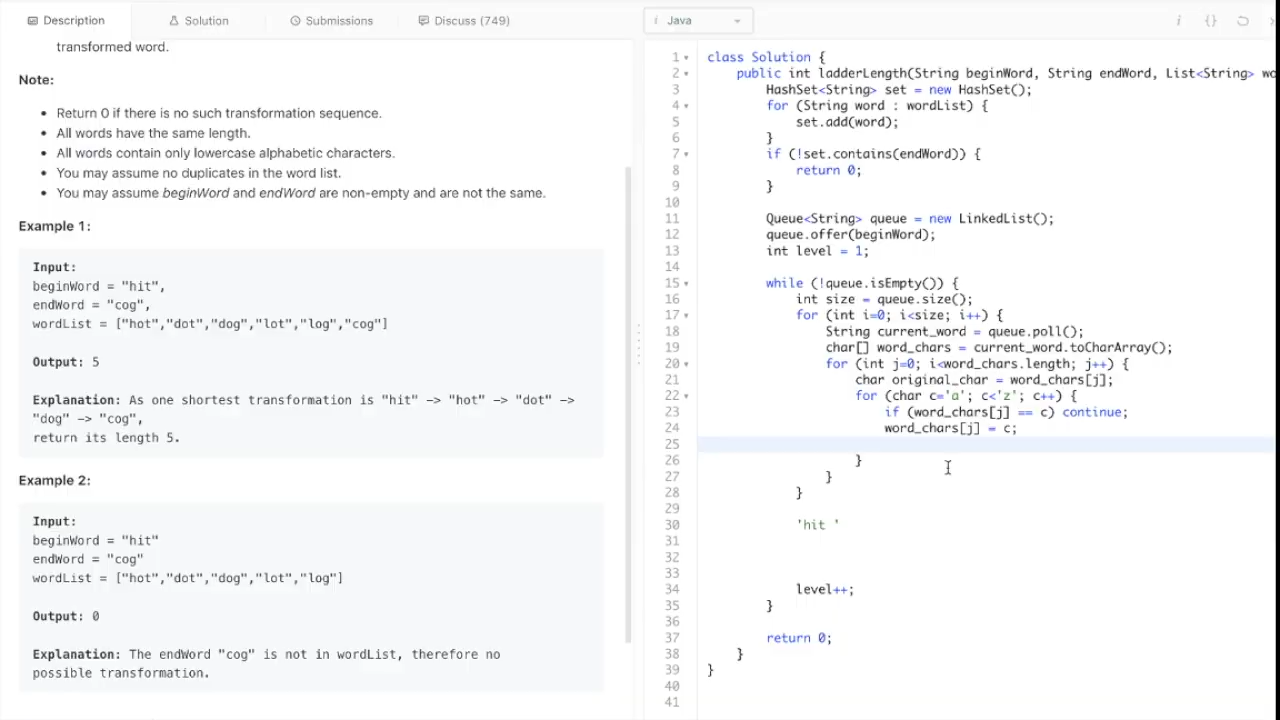 Description
Solution
Submissions
Discuss (749)
transformed word.
Note:
• Return 0 if there is no such transformation sequence.
• All words have the same length.
• All words contain only lowercase alphabetic characters.
• You may assume no duplicates in the word list.
• You may assume beginWord and endWord are non-empty and are not the same.
Example 1:
Input:
beginWord = "hit",
endWord = "cog",
wordList = ["hot","dot","dog","lot","log","cog"]
Output: 5
Explanation: As one shortest transformation is "hit" -> "hot" -> "dot" ->
"dog" -> "cog",
return its length 5.
Example 2:
Input:
beginWord = "hit"
endWord = "cog"
wordList = ["hot","dot","dog","lot","log"]
Output: 0
Explanation: The endWord "cog" is not in wordList, therefore no
possible transformation.
i Java
i {}
1 class Solution {
2 public int ladderLength(String beginWord, String endWord, List<String> wo
3 HashSet<String> set = new HashSet();
4 for (String word : wordList) {
5 set.add(word);
6 }
7 if (!set.contains(endWord)) {
8 return 0;
9 }
10
11 Queue<String> queue = new LinkedList();
12 queue.offer(beginWord);
13 int level = 1;
14
15 while (!queue.isEmpty()) {
16 int size = queue.size();
17 for (int i=0; i<size; i++) {
18 String current_word = queue.poll();
19 char[] word_chars = current_word.toCharArray();
20 for (int j=0; i<word_chars.length; j++) {
21 char original_char = word_chars[j];
22 for (char c='a'; c<'z'; c++) {
23 if (word_chars[j] == c) continue;
24 word_chars[j] = c;
25
26 }
27 }
28 }
29
30 'hit '
31
32
33
34 level++;
35 }
36
37 return 0;
38 }
39 }
40
41